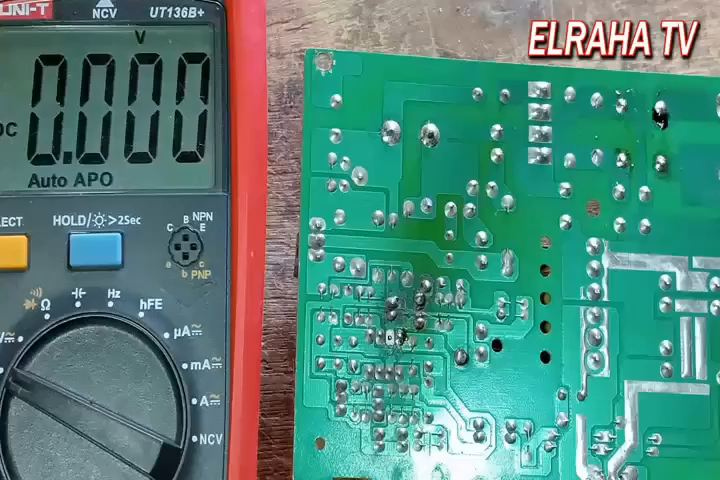 UNI-T
NCV
UT136B+
ELRAHA TV
V
DC
0.000
Auto APO
HOLD/ >2Sec
NPN
B
C
E
e
c
b
PNP
Ω
Hz
hFE
V
µA
mA
A
NCV